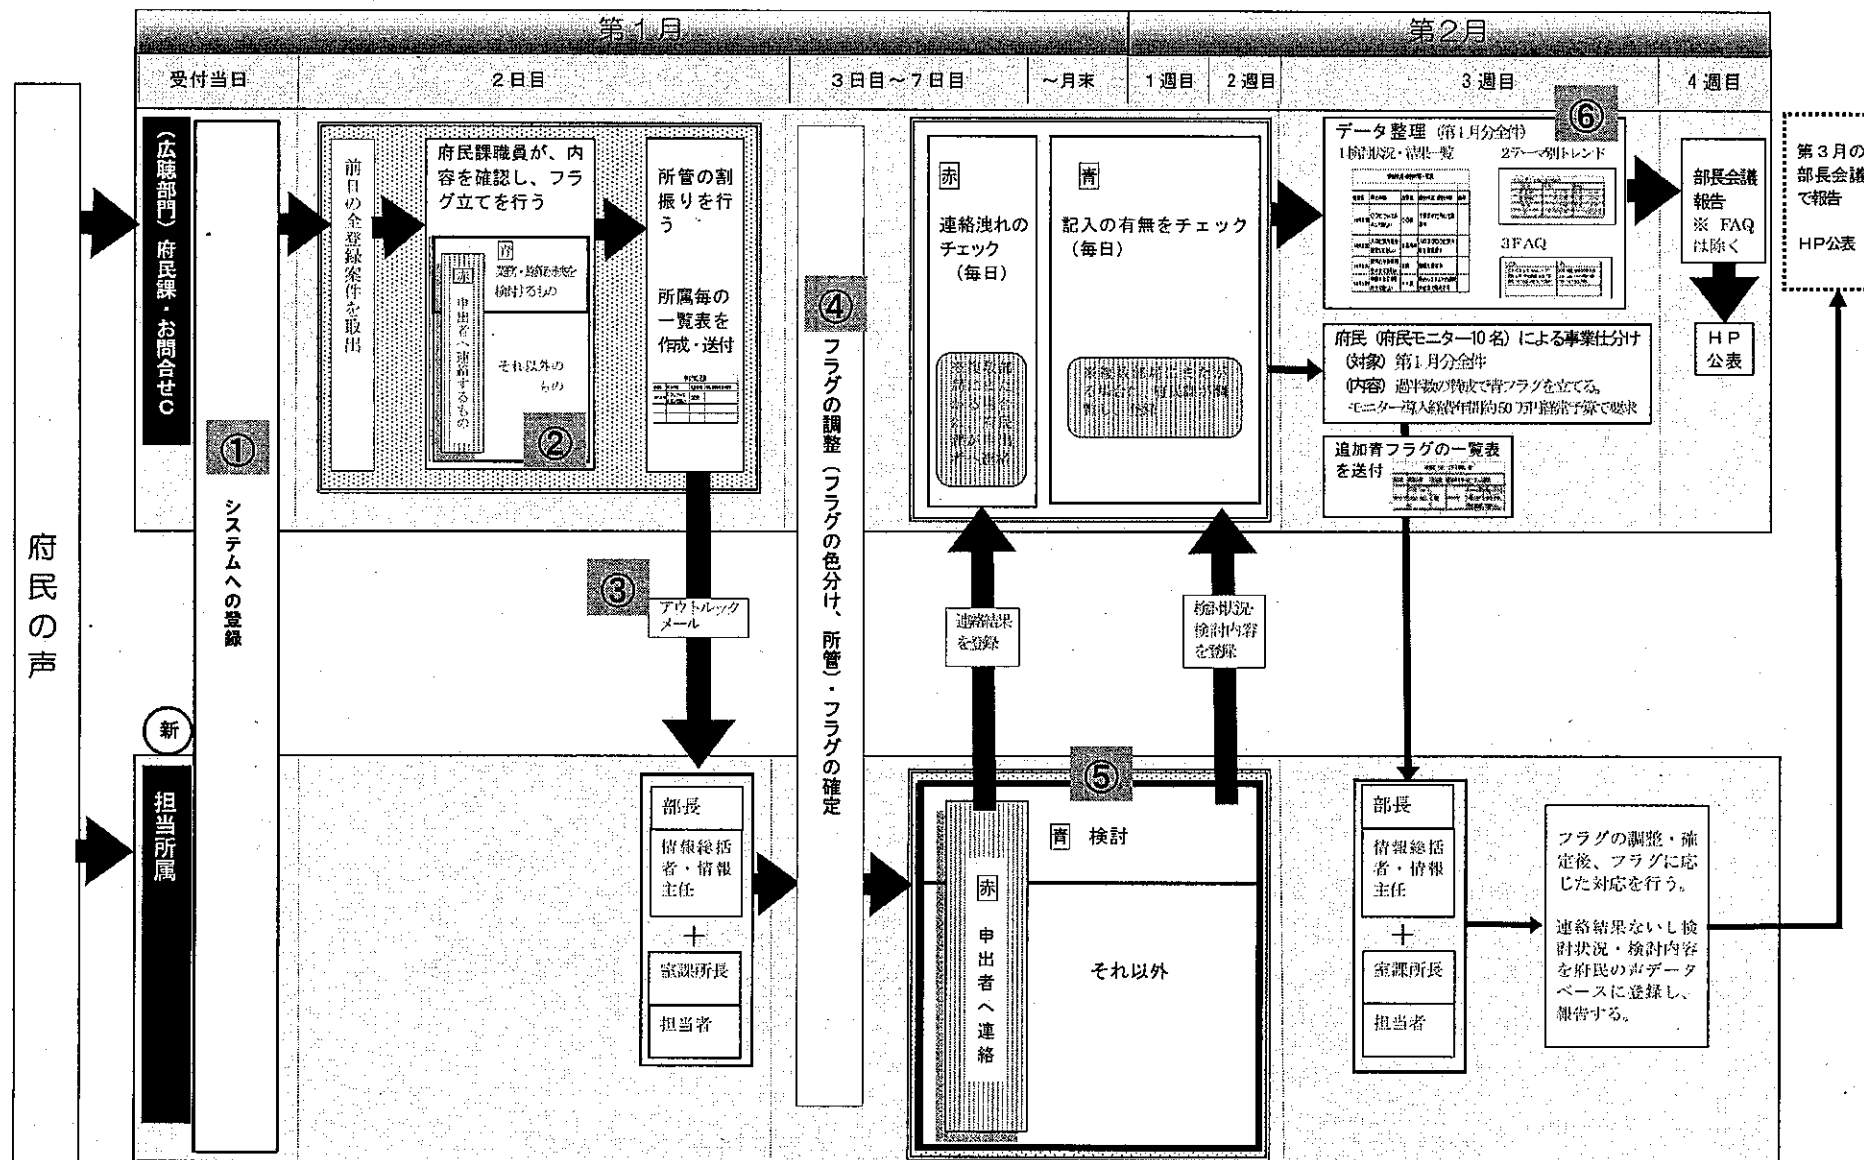 第1月
第2月
受付当日
2日目
3日目～7日目
～月末
1週目
2週目
3週目
4週目
府民の声
(広聴部門) 府民課・お問合せC
①
システムへの登録
前日の全登録案件を取出
府民課職員が、内
容を確認し、フラ
グ立てを行う
青
検討するもの
赤
申出者へ連絡するもの
それ以外の
もの
②
所管の割
振りを行
う
所属毎の
一覧表を
作成・送付
③
アウトルック
メール
④
フラグの調整(フラグの色分け、所管)・フラグの確定
赤
連絡洩れの
チェック
(毎日)
青
記入の有無をチェック
(毎日)
連絡結果
を登録
検討状況・
検討内容
を登録
⑥
データ整理 (第1月分全件)
1検討状況・結果一覧
2テーマ別トレンド
3FAQ
府民(府民モニター10名)による事業仕分け
(対象) 第1月分全件
(内容) 過半数の賛成で青フラグを立てる。
追加青フラグの一覧表
を送付
部長会議
報告
※ FAQ
は除く
HP
公表
第3月の
部長会議
で報告
HP公表
新
担当所属
部長
情報総括
者・情報
主任
＋
室課所長
担当者
⑤
青 検討
赤
申出者へ連絡
それ以外
部長
情報総括
者・情報
主任
＋
室課所長
担当者
フラグの調整・確
定後、フラグに応
じた対応を行う。
連絡結果ないし検
討状況・検討内容
を府民の声データ
ベースに登録し、
報告する。